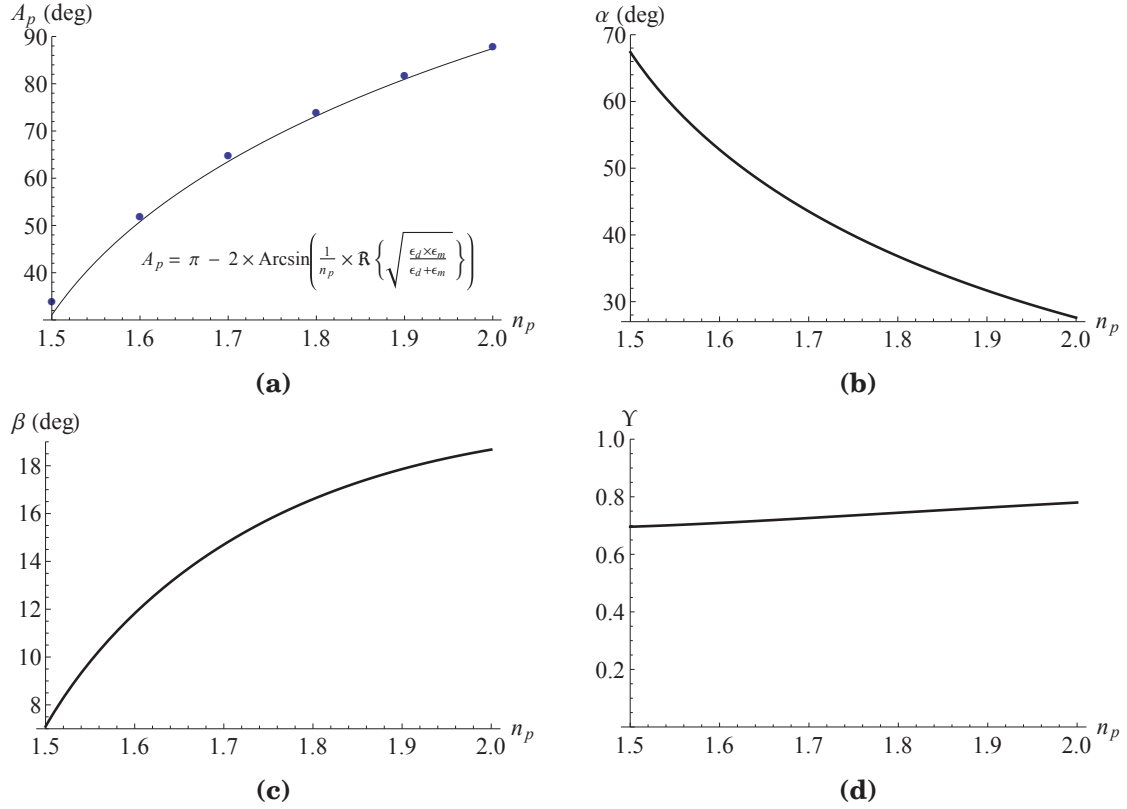 A_p (deg)
90
80
70
60
50
40
1.5 1.6 1.7 1.8 1.9 2.0 n_p
A_p = π − 2 × Arcsin(1/n_p × ℜ{√(ϵ_d×ϵ_m/ϵ_d+ϵ_m)})
(a)
α (deg)
70
60
50
40
30
1.5 1.6 1.7 1.8 1.9 2.0 n_p
(b)
β (deg)
18
16
14
12
10
8
1.5 1.6 1.7 1.8 1.9 2.0 n_p
(c)
ϒ
1.0
0.8
0.6
0.4
0.2
1.5 1.6 1.7 1.8 1.9 2.0 n_p
(d)